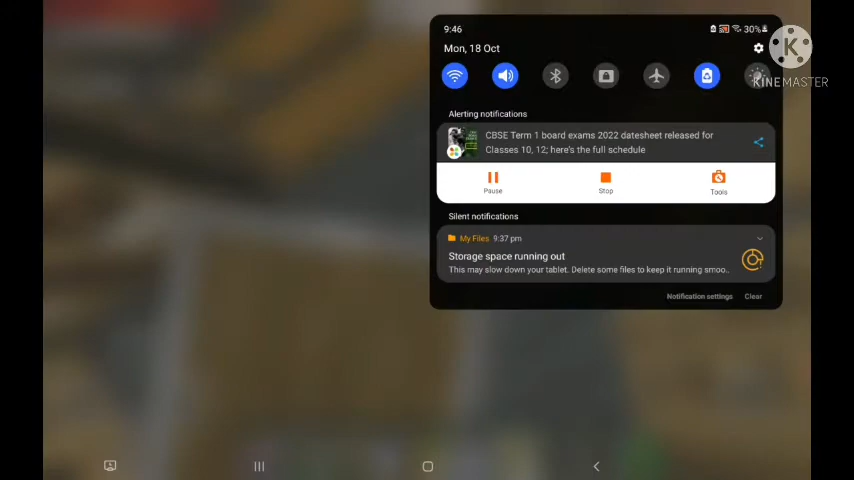 9:46
30%
Mon, 18 Oct
K
KINEMASTER
Alerting notifications
CBSE Term 1 board exams 2022 datesheet released for
Classes 10, 12; here's the full schedule
Pause
Stop
Tools
Silent notifications
My Files 9:37 pm
Storage space running out
This may slow down your tablet. Delete some files to keep it running smoo..
Notification settings
Clear